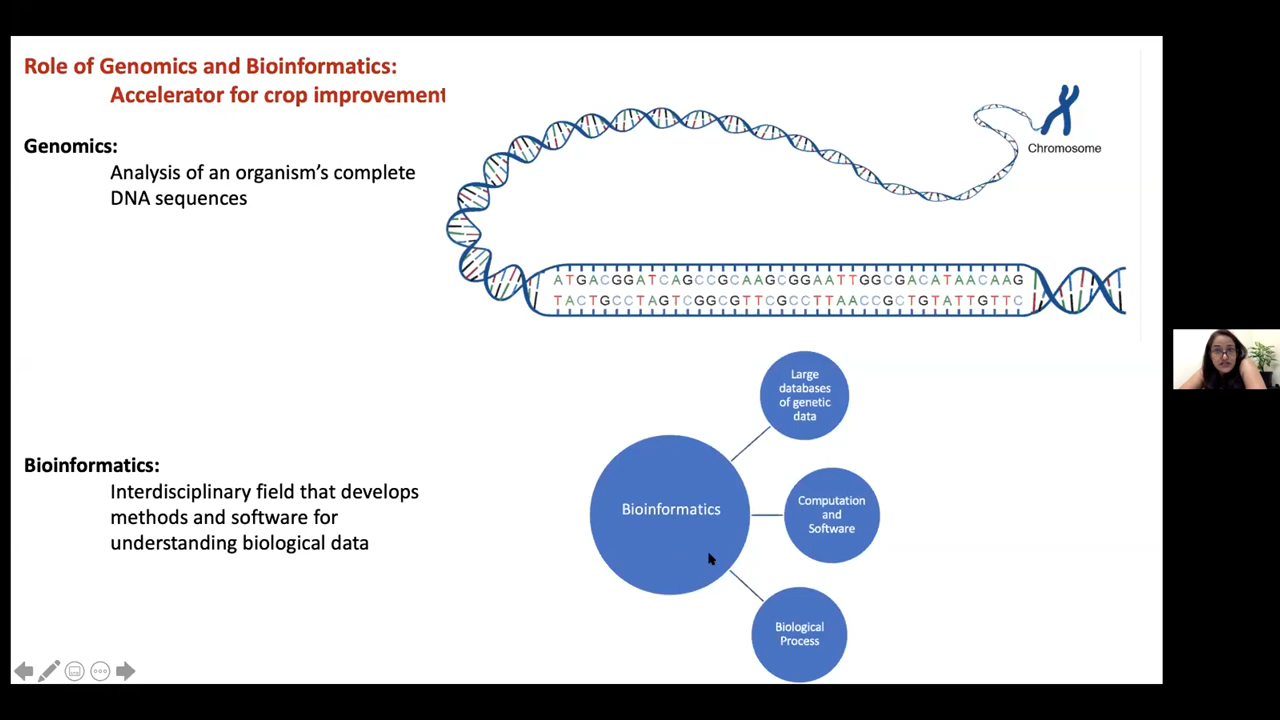 Role of Genomics and Bioinformatics:
Accelerator for crop improvement
Genomics:
Analysis of an organism’s complete
DNA sequences
Chromosome
ATGACGGATCAGCCGCAAGCGGAATTGGCGACATAACAAG
TACTGCCTAGTCGGCGTTCGCCTTAACCGCTGTATTGTTC
Bioinformatics:
Interdisciplinary field that develops
methods and software for
understanding biological data
Bioinformatics
Large
databases
of genetic
data
Computation
and
Software
Biological
Process